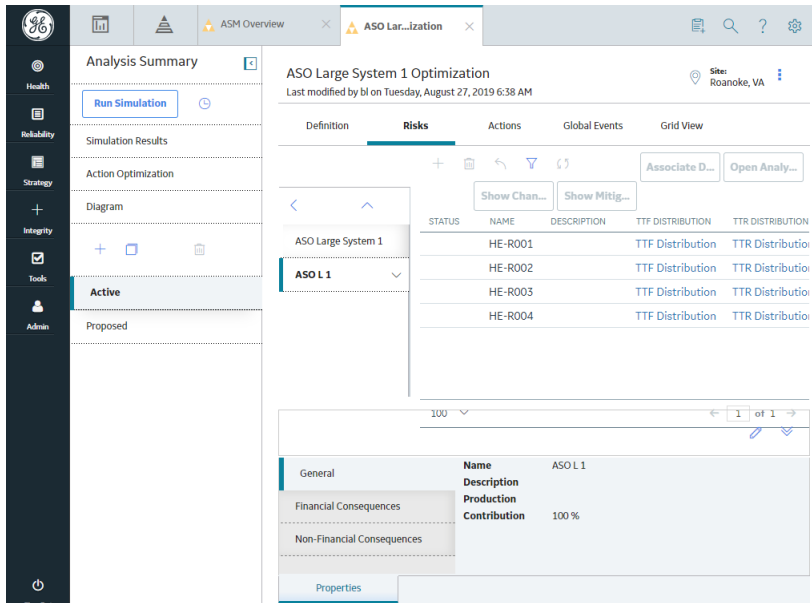 ASM Overview
ASO Lar...ization
Health
Reliability
Strategy
Integrity
Tools
Admin
Analysis Summary
Run Simulation
Simulation Results
Action Optimization
Diagram
Active
Proposed
ASO Large System 1 Optimization
Last modified by bl on Tuesday, August 27, 2019 6:38 AM
Site:
Roanoke, VA
Definition Risks Actions Global Events Grid View
Associate D... Open Analy...
Show Chan... Show Mitig...
ASO Large System 1
ASO L 1
STATUS NAME DESCRIPTION TTF DISTRIBUTION TTR DISTRIBUTION
HE-R001 TTF Distribution TTR Distributio
HE-R002 TTF Distribution TTR Distributio
HE-R003 TTF Distribution TTR Distributio
HE-R004 TTF Distribution TTR Distributio
100 1 of 1
General
Financial Consequences
Non-Financial Consequences
Name ASO L 1
Description
Production
Contribution 100 %
Properties